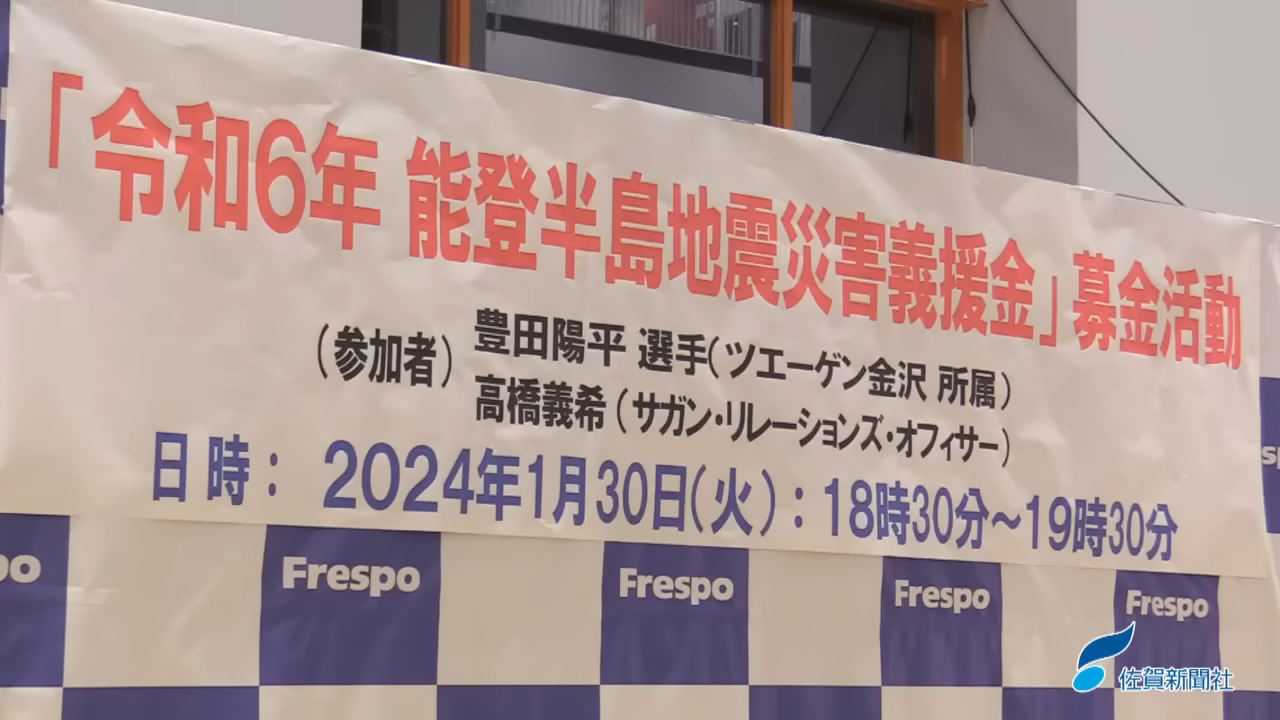 「令和6年 能登半島地震災害義援金」募金活動
(参加者) 豊田陽平 選手(ツエーゲン金沢 所属)
高橋義希(サガン・リレーションズ・オフィサー)
日時: 2024年1月30日(火):18時30分～19時30分
po Frespo Frespo Frespo Frespo Fresp
佐賀新聞社